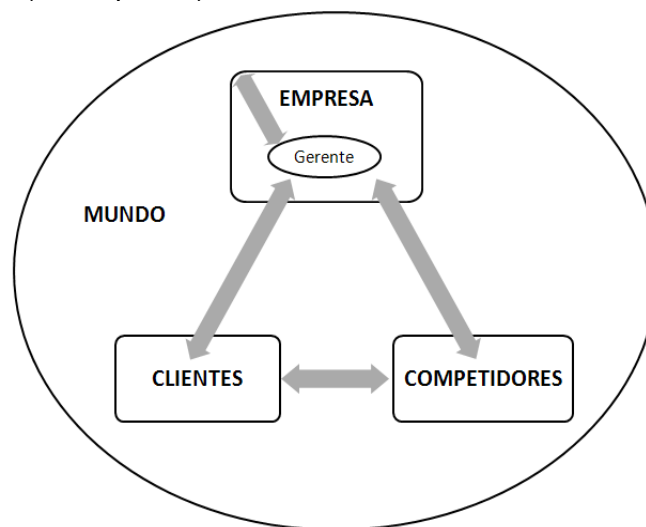 EMPRESA
Gerente
MUNDO
CLIENTES
COMPETIDORES